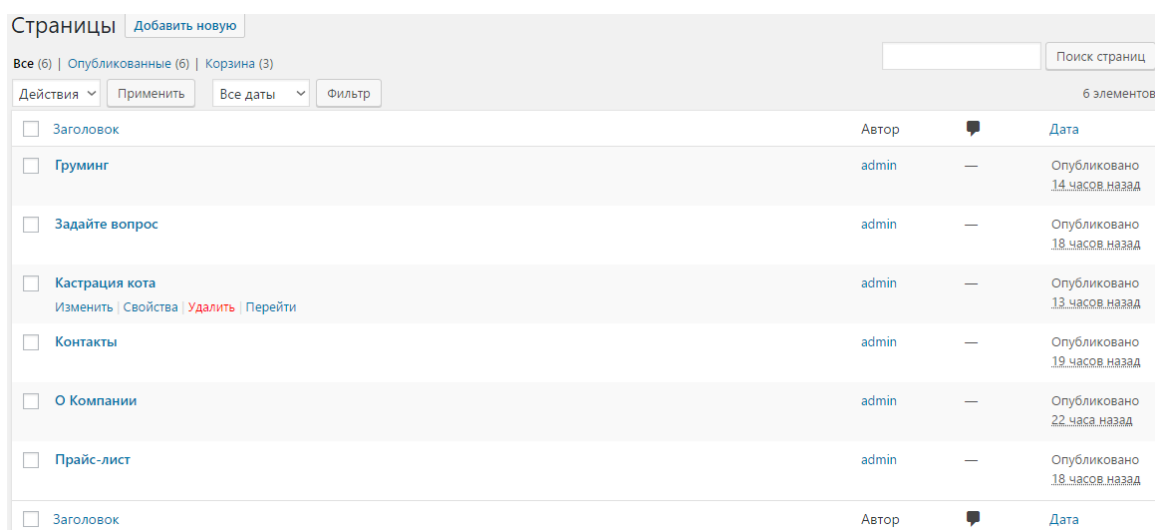 Страницы Добавить новую
Все (6) | Опубликованные (6) | Корзина (3)
Поиск страниц
Действия Применить Все даты Фильтр 6 элементов
Заголовок Автор Дата
Груминг admin — Опубликовано
14 часов назад
Задайте вопрос admin — Опубликовано
18 часов назад
Кастрация кота admin — Опубликовано
Изменить | Свойства | Удалить | Перейти 13 часов назад
Контакты admin — Опубликовано
19 часов назад
О Компании admin — Опубликовано
22 часа назад
Прайс-лист admin — Опубликовано
18 часов назад
Заголовок Автор Дата